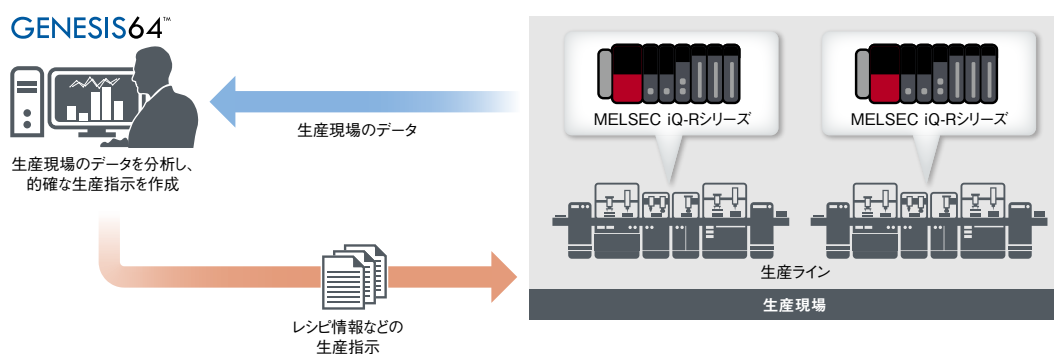 GENESIS64™
生産現場のデータを分析し、
的確な生産指示を作成
生産現場のデータ
レシピ情報などの
生産指示
MELSEC iQ-Rシリーズ
MELSEC iQ-Rシリーズ
生産ライン
生産現場